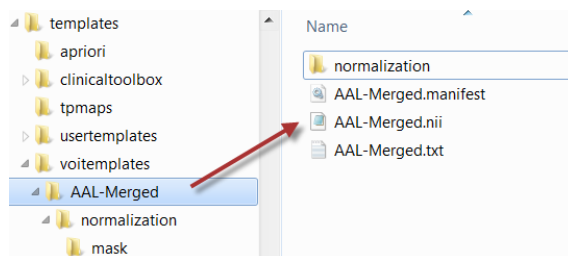 templates
apriori
clinicaltoolbox
tpmaps
usertemplates
voitemplates
AAL-Merged
normalization
mask
Name
normalization
AAL-Merged.manifest
AAL-Merged.nii
AAL-Merged.txt